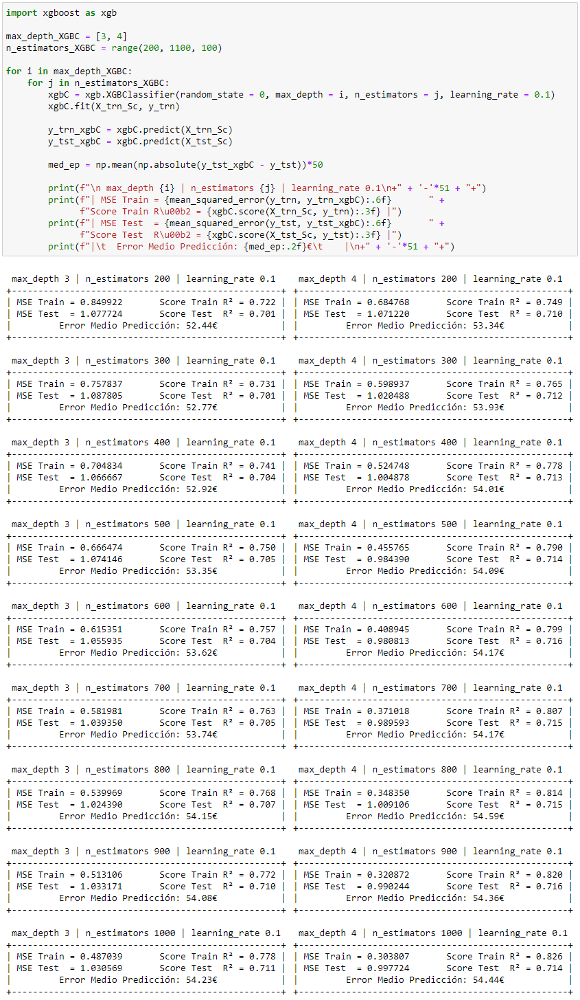 import xgboost as xgb
max_depth_XGBC = [3, 4]
n_estimators_XGBC = range(200, 1100, 100)
for i in max_depth_XGBC:
    for j in n_estimators_XGBC:
        xgbC = xgb.XGBClassifier(random_state = 0, max_depth = i, n_estimators = j, learning_rate = 0.1)
        xgbC.fit(X_trn_Sc, y_trn)
        y_trn_xgbC = xgbC.predict(X_trn_Sc)
        y_tst_xgbC = xgbC.predict(X_tst_Sc)
        med_ep = np.mean(np.absolute(y_tst_xgbC - y_tst))*50
        print(f"\n max_depth {i} | n_estimators {j} | learning_rate 0.1\n+" + '-'*51 + "+")
        print(f"| MSE Train = {mean_squared_error(y_trn, y_trn_xgbC):.6f}       " +
              f"Score Train R\u00b2 = {xgbC.score(X_trn_Sc, y_trn):.3f} |")
        print(f"| MSE Test  = {mean_squared_error(y_tst, y_tst_xgbC):.6f}       " +
              f"Score Test  R\u00b2 = {xgbC.score(X_tst_Sc, y_tst):.3f} |")
        print(f"|\t  Error Medio Predicción: {med_ep:.2f}€\t    |\n+" + '-'*51 + "+")
max_depth 3 | n_estimators 200 | learning_rate 0.1
+---------------------------------------------------+
| MSE Train = 0.849922       Score Train R² = 0.722 |
| MSE Test  = 1.077724       Score Test  R² = 0.701 |
|         Error Medio Predicción: 52.44€            |
+---------------------------------------------------+
max_depth 3 | n_estimators 300 | learning_rate 0.1
+---------------------------------------------------+
| MSE Train = 0.757837       Score Train R² = 0.731 |
| MSE Test  = 1.087805       Score Test  R² = 0.701 |
|         Error Medio Predicción: 52.77€            |
+---------------------------------------------------+
max_depth 3 | n_estimators 400 | learning_rate 0.1
+---------------------------------------------------+
| MSE Train = 0.704834       Score Train R² = 0.741 |
| MSE Test  = 1.066667       Score Test  R² = 0.704 |
|         Error Medio Predicción: 52.92€            |
+---------------------------------------------------+
max_depth 3 | n_estimators 500 | learning_rate 0.1
+---------------------------------------------------+
| MSE Train = 0.666474       Score Train R² = 0.750 |
| MSE Test  = 1.074146       Score Test  R² = 0.705 |
|         Error Medio Predicción: 53.35€            |
+---------------------------------------------------+
max_depth 3 | n_estimators 600 | learning_rate 0.1
+---------------------------------------------------+
| MSE Train = 0.615351       Score Train R² = 0.757 |
| MSE Test  = 1.055935       Score Test  R² = 0.704 |
|         Error Medio Predicción: 53.62€            |
+---------------------------------------------------+
max_depth 3 | n_estimators 700 | learning_rate 0.1
+---------------------------------------------------+
| MSE Train = 0.581981       Score Train R² = 0.763 |
| MSE Test  = 1.039350       Score Test  R² = 0.705 |
|         Error Medio Predicción: 53.74€            |
+---------------------------------------------------+
max_depth 3 | n_estimators 800 | learning_rate 0.1
+---------------------------------------------------+
| MSE Train = 0.539969       Score Train R² = 0.768 |
| MSE Test  = 1.024390       Score Test  R² = 0.707 |
|         Error Medio Predicción: 54.15€            |
+---------------------------------------------------+
max_depth 3 | n_estimators 900 | learning_rate 0.1
+---------------------------------------------------+
| MSE Train = 0.513106       Score Train R² = 0.772 |
| MSE Test  = 1.033171       Score Test  R² = 0.710 |
|         Error Medio Predicción: 54.08€            |
+---------------------------------------------------+
max_depth 3 | n_estimators 1000 | learning_rate 0.1
+---------------------------------------------------+
| MSE Train = 0.487039       Score Train R² = 0.778 |
| MSE Test  = 1.030569       Score Test  R² = 0.711 |
|         Error Medio Predicción: 54.23€            |
+---------------------------------------------------+
max_depth 4 | n_estimators 200 | learning_rate 0.1
+---------------------------------------------------+
| MSE Train = 0.684768       Score Train R² = 0.749 |
| MSE Test  = 1.071220       Score Test  R² = 0.710 |
|         Error Medio Predicción: 53.34€            |
+---------------------------------------------------+
max_depth 4 | n_estimators 300 | learning_rate 0.1
+---------------------------------------------------+
| MSE Train = 0.598937       Score Train R² = 0.765 |
| MSE Test  = 1.020488       Score Test  R² = 0.712 |
|         Error Medio Predicción: 53.93€            |
+---------------------------------------------------+
max_depth 4 | n_estimators 400 | learning_rate 0.1
+---------------------------------------------------+
| MSE Train = 0.524748       Score Train R² = 0.778 |
| MSE Test  = 1.004878       Score Test  R² = 0.713 |
|         Error Medio Predicción: 54.01€            |
+---------------------------------------------------+
max_depth 4 | n_estimators 500 | learning_rate 0.1
+---------------------------------------------------+
| MSE Train = 0.455765       Score Train R² = 0.790 |
| MSE Test  = 0.984390       Score Test  R² = 0.714 |
|         Error Medio Predicción: 54.09€            |
+---------------------------------------------------+
max_depth 4 | n_estimators 600 | learning_rate 0.1
+---------------------------------------------------+
| MSE Train = 0.408945       Score Train R² = 0.799 |
| MSE Test  = 0.980813       Score Test  R² = 0.716 |
|         Error Medio Predicción: 54.17€            |
+---------------------------------------------------+
max_depth 4 | n_estimators 700 | learning_rate 0.1
+---------------------------------------------------+
| MSE Train = 0.371018       Score Train R² = 0.807 |
| MSE Test  = 0.989593       Score Test  R² = 0.715 |
|         Error Medio Predicción: 54.17€            |
+---------------------------------------------------+
max_depth 4 | n_estimators 800 | learning_rate 0.1
+---------------------------------------------------+
| MSE Train = 0.348350       Score Train R² = 0.814 |
| MSE Test  = 1.009106       Score Test  R² = 0.715 |
|         Error Medio Predicción: 54.59€            |
+---------------------------------------------------+
max_depth 4 | n_estimators 900 | learning_rate 0.1
+---------------------------------------------------+
| MSE Train = 0.320872       Score Train R² = 0.820 |
| MSE Test  = 0.990244       Score Test  R² = 0.716 |
|         Error Medio Predicción: 54.36€            |
+---------------------------------------------------+
max_depth 4 | n_estimators 1000 | learning_rate 0.1
+---------------------------------------------------+
| MSE Train = 0.303807       Score Train R² = 0.826 |
| MSE Test  = 0.997724       Score Test  R² = 0.714 |
|         Error Medio Predicción: 54.44€            |
+---------------------------------------------------+